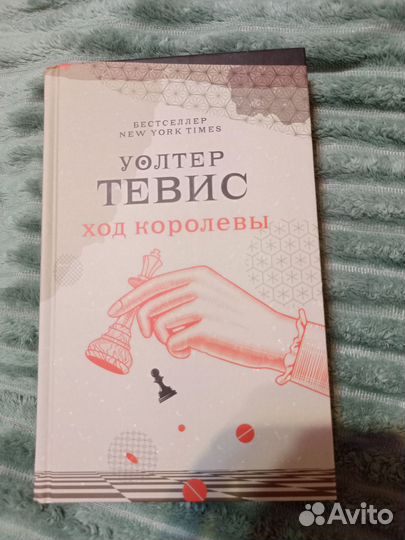 БЕСТСЕЛЛЕР
NEW YORK TIMES
УОЛТЕР
ТЕВИС
ХОД КОРОЛЕВЫ
Avito